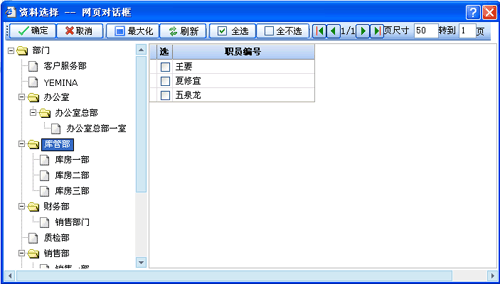 资料选择 -- 网页对话框
确定 取消 最大化 刷新 全选 全不选 1/1 页尺寸 50 转到 1 页
部门
客户服务部
YEMINA
办公室
办公室总部
办公室总部一室
库管部
库房一部
库房二部
库房三部
财务部
销售部门
质检部
销售部
选 职员编号
王要
夏修宜
五泉龙